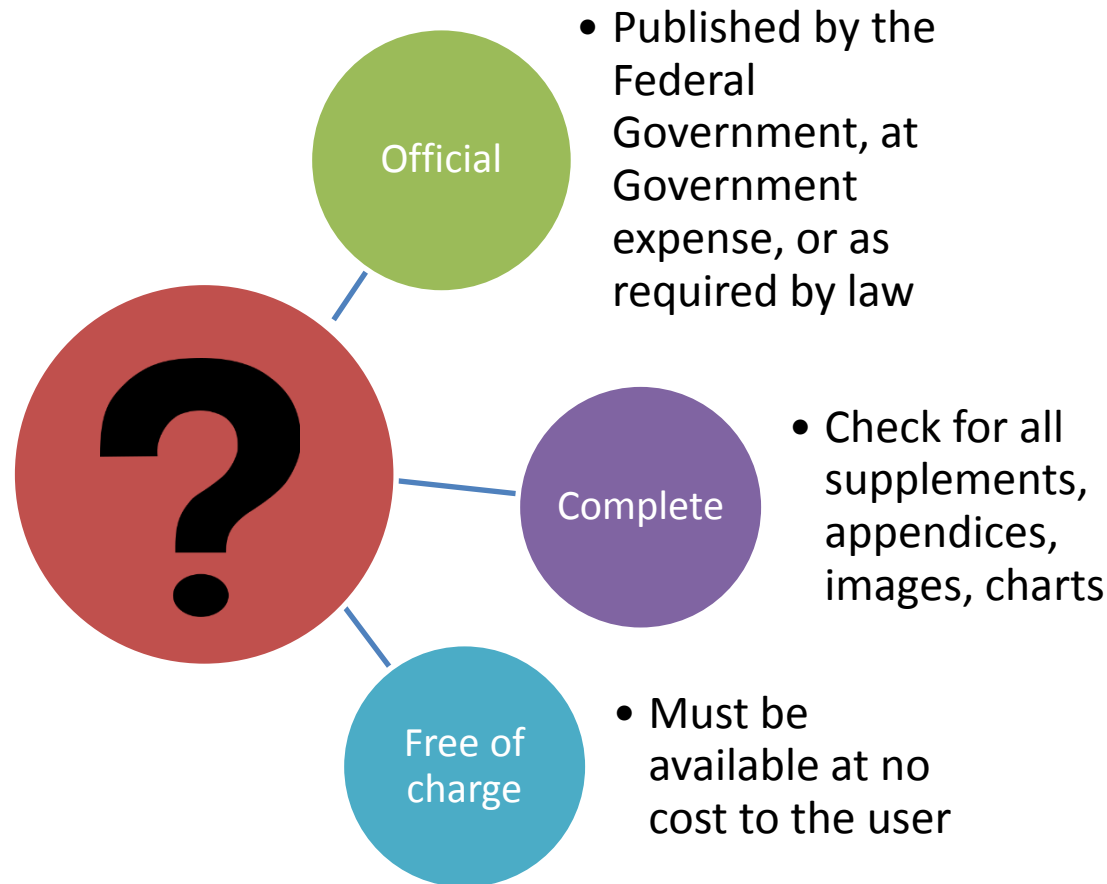 Official
• Published by the
Federal
Government, at
Government
expense, or as
required by law
?
Complete
• Check for all
supplements,
appendices,
images, charts
Free of
charge
• Must be
available at no
cost to the user